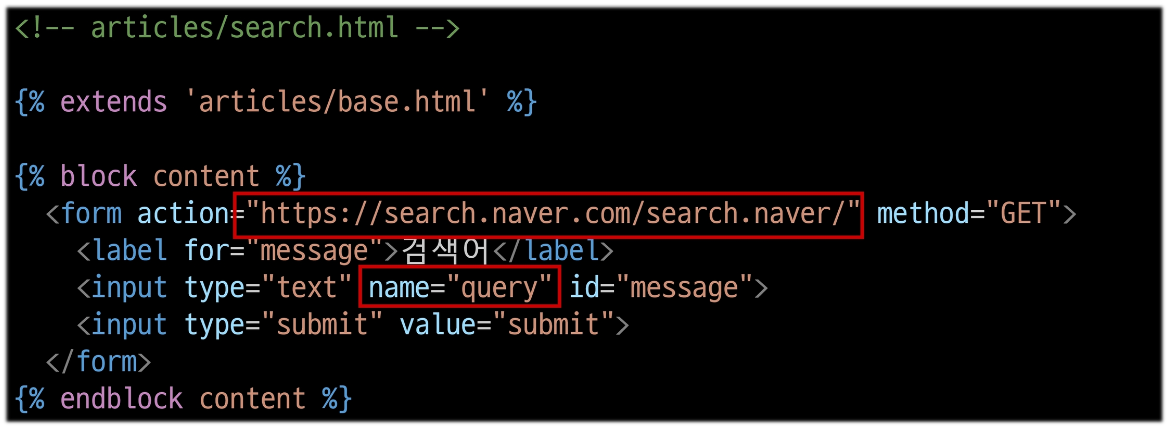 <!-- articles/search.html -->
{% extends 'articles/base.html' %}
{% block content %}
<form action="https://search.naver.com/search.naver/" method="GET">
<label for="message">검색어</label>
<input type="text" name="query" id="message">
<input type="submit" value="submit">
</form>
{% endblock content %}